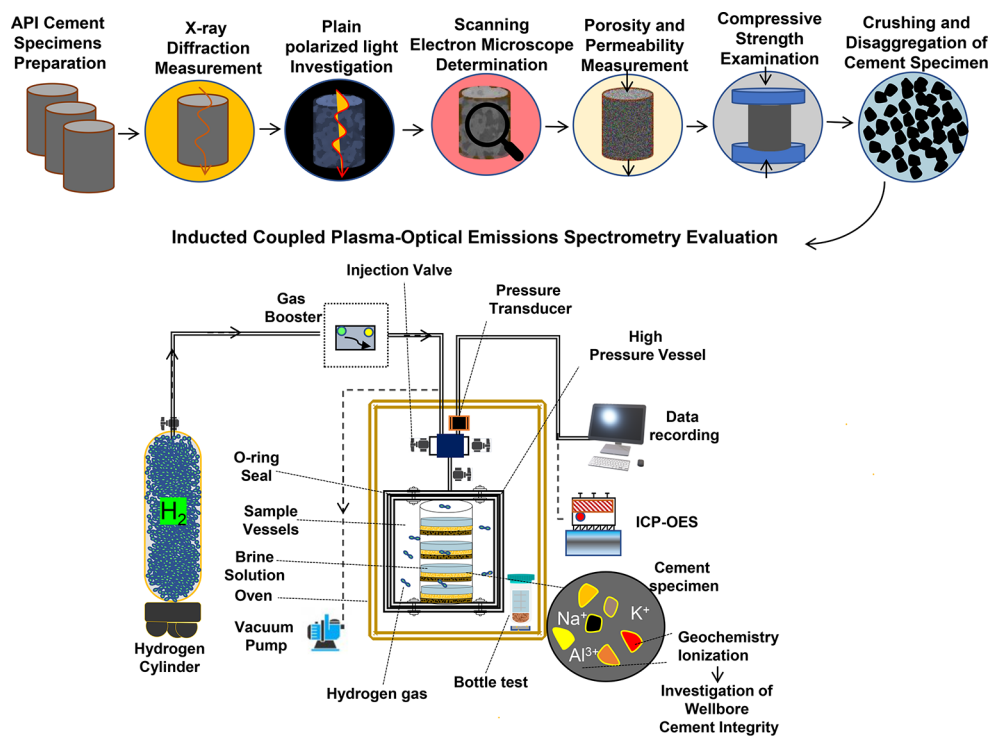 API Cement
Specimens
Preparation
X-ray
Diffraction
Measurement
Plain
polarized light
Investigation
Scanning
Electron Microscope
Determination
Porosity and
Permeability
Measurement
Compressive
Strength
Examination
Crushing and
Disaggregation of
Cement Specimen
Inducted Coupled Plasma-Optical Emissions Spectrometry Evaluation
Injection Valve
Gas
Booster
Pressure
Transducer
High
Pressure Vessel
Data
recording
O-ring
Seal
H2
Sample
Vessels
ICP-OES
Brine
Solution
Cement
specimen
Oven
Na+
K+
Al3+
Vacuum
Pump
Geochemistry
Ionization
Hydrogen
Cylinder
Hydrogen gas
Bottle test
Investigation of
Wellbore
Cement Integrity